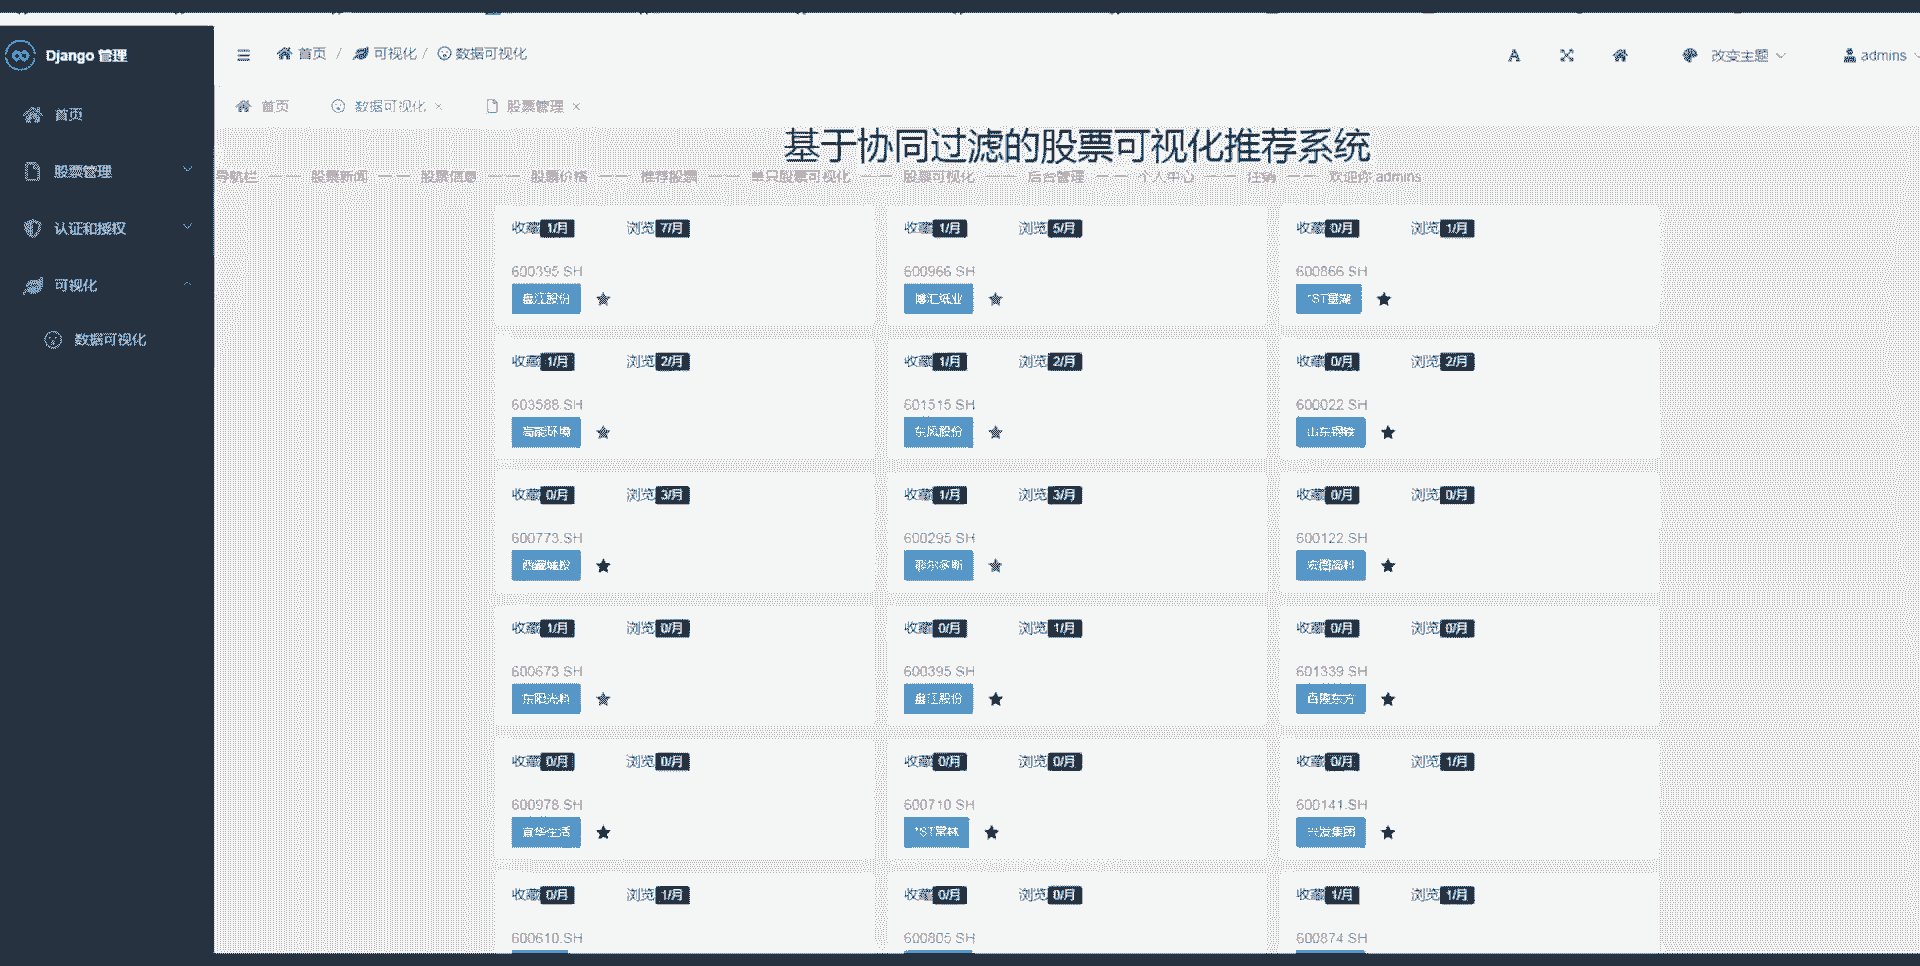 Django 管理
首页 / 可视化 / 数据可视化
A
改变主题
admins
首页
股票管理
认证和授权
可视化
数据可视化
首页 数据可视化 × 股票管理 ×
基于协同过滤的股票可视化推荐系统
导航栏 —— 股票新闻 —— 股票信息 —— 股票价格 —— 推荐股票 —— 单只股票可视化 —— 股票可视化 —— 后台管理 —— 个人中心 —— 注销 —— 欢迎你 admins
收藏 1/月 浏览 7/月 收藏 1/月 浏览 5/月 收藏 0/月 浏览 1/月
600395.SH 600966.SH 600866.SH
盘江股份 博汇纸业 *ST星湖
收藏 1/月 浏览 2/月 收藏 1/月 浏览 2/月 收藏 0/月 浏览 2/月
603588.SH 601515.SH 600022.SH
高能环境 东风股份 山东钢铁
收藏 0/月 浏览 3/月 收藏 1/月 浏览 3/月 收藏 0/月 浏览 0/月
600773.SH 600295.SH 600122.SH
西藏城投 鄂尔多斯 宏图高科
收藏 1/月 浏览 0/月 收藏 0/月 浏览 1/月 收藏 0/月 浏览 0/月
600673.SH 600395.SH 601339.SH
东阳光科 盘江股份 百隆东方
收藏 0/月 浏览 0/月 收藏 0/月 浏览 0/月 收藏 0/月 浏览 1/月
600978.SH 600710.SH 600141.SH
宜华生活 *ST常林 兴发集团
收藏 0/月 浏览 1/月 收藏 0/月 浏览 0/月 收藏 1/月 浏览 1/月
600610.SH 600805.SH 600874.SH